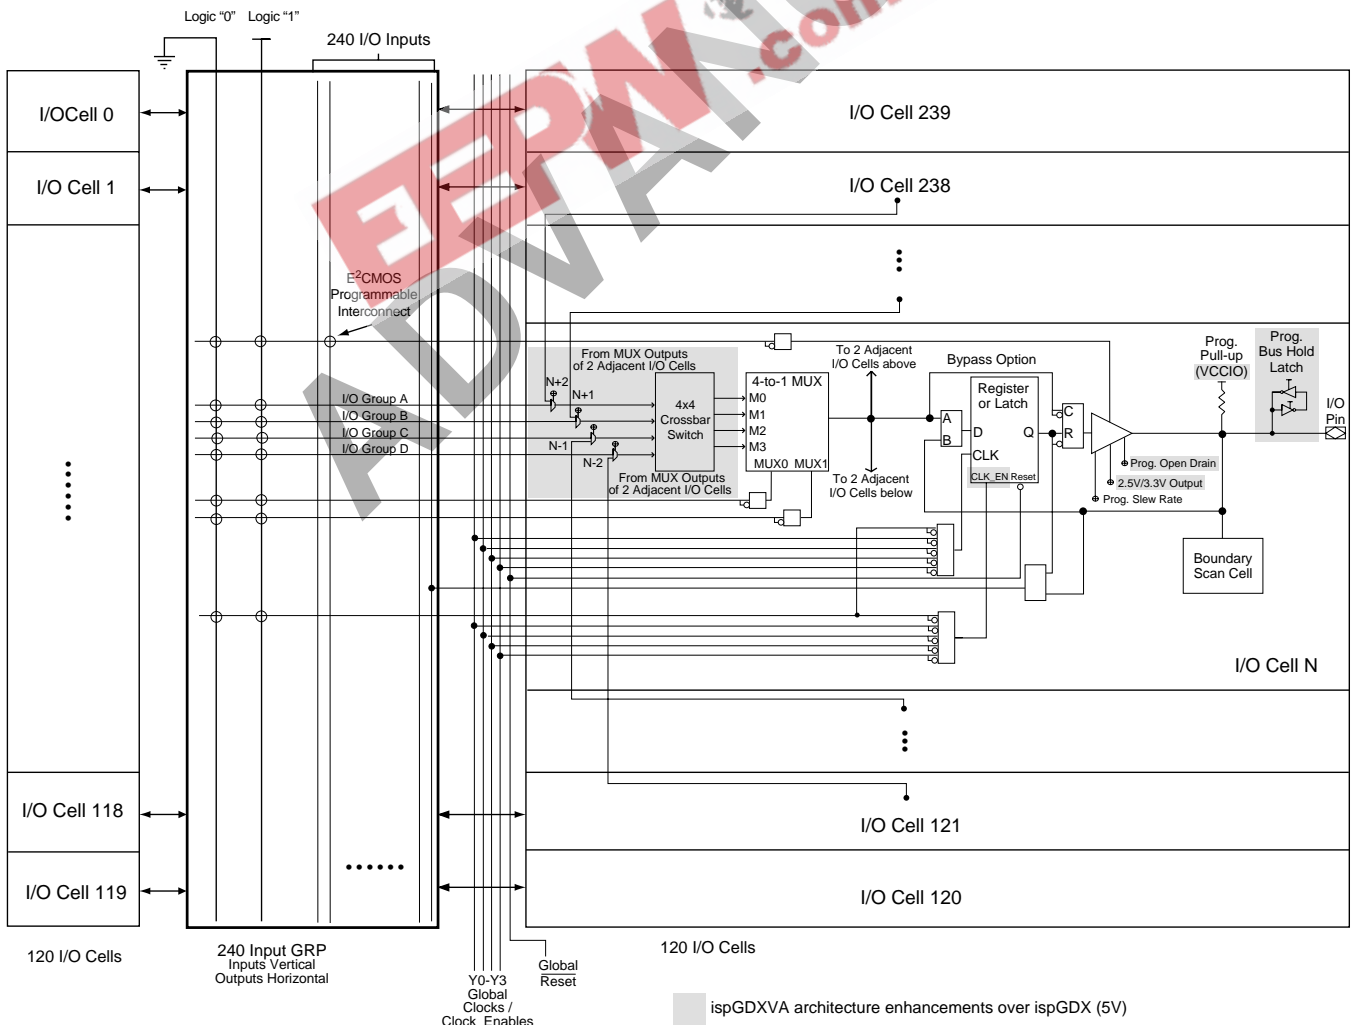 Logic “0” Logic “1”
240 I/O Inputs
EEPW.com
ADVAN
I/OCell 0
I/O Cell 239
I/O Cell 1
I/O Cell 238
E2CMOS
Programmable
Interconnect
I/O Group A
I/O Group B
I/O Group C
I/O Group D
From MUX Outputs
of 2 Adjacent I/O Cells
N+2
N+1
N-1
N-2
4x4
Crossbar
Switch
From MUX Outputs
of 2 Adjacent I/O Cells
4-to-1 MUX
M0
M1
M2
M3
MUX0 MUX1
To 2 Adjacent
I/O Cells above
To 2 Adjacent
I/O Cells below
Bypass Option
A
B
Register
or Latch
D
Q
CLK
CLK_EN Reset
C
R
Prog. Open Drain
2.5V/3.3V Output
Prog. Slew Rate
Prog.
Pull-up
(VCCIO)
Prog.
Bus Hold
Latch
I/O
Pin
Boundary
Scan Cell
I/O Cell N
I/O Cell 118
I/O Cell 121
I/O Cell 119
I/O Cell 120
120 I/O Cells
240 Input GRP
Inputs Vertical
Outputs Horizontal
Y0-Y3
Global
Clocks /
Clock_Enables
Global
Reset
120 I/O Cells
ispGDXVA architecture enhancements over ispGDX (5V)